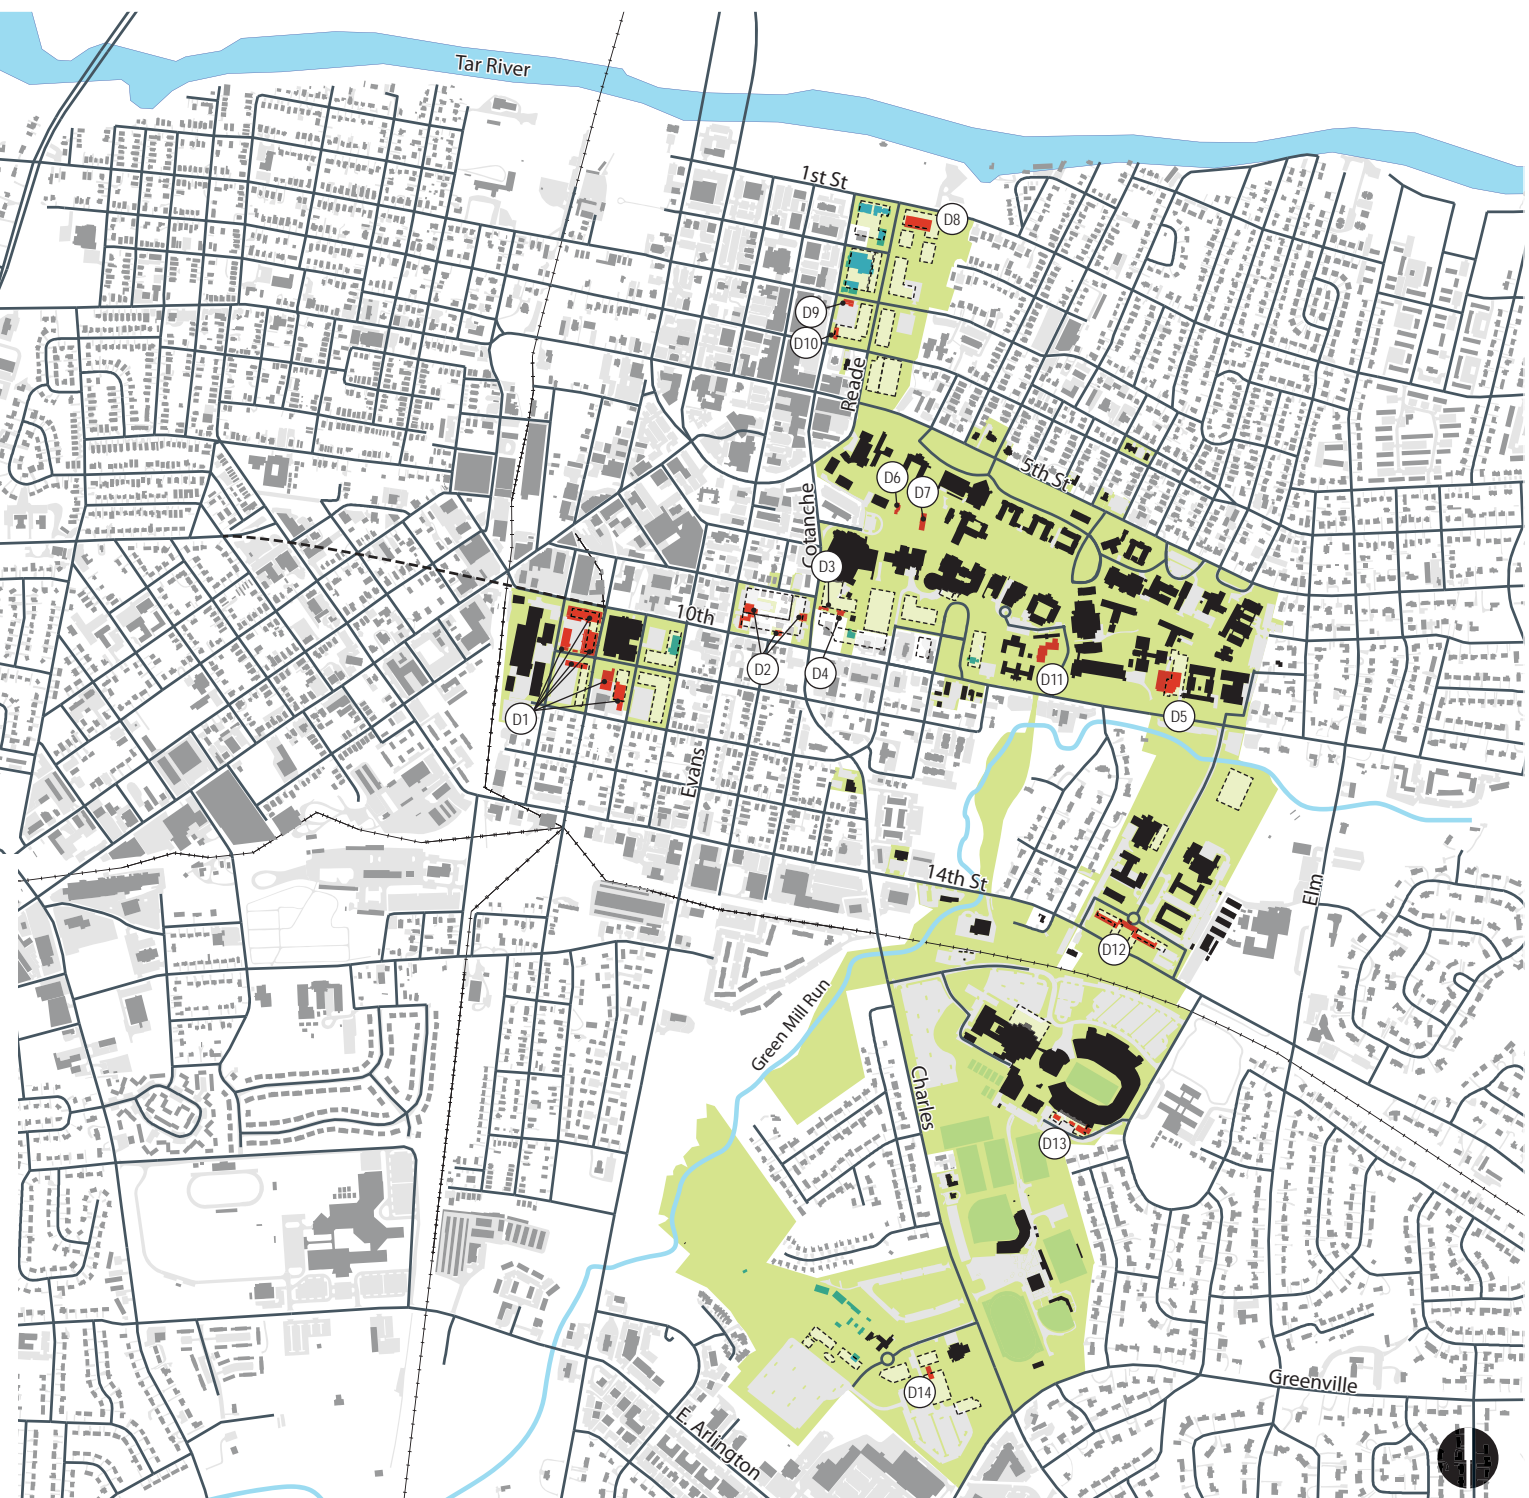 Tar River
1st St
D8
D9
D10
Reade
5th St
D6
D7
Cotanche
D3
10th
D2
D4
D11
D1
D5
Evans
14th St
Elm
D12
Green Mill Run
Charles
D13
Greenville
D14
E. Arlington